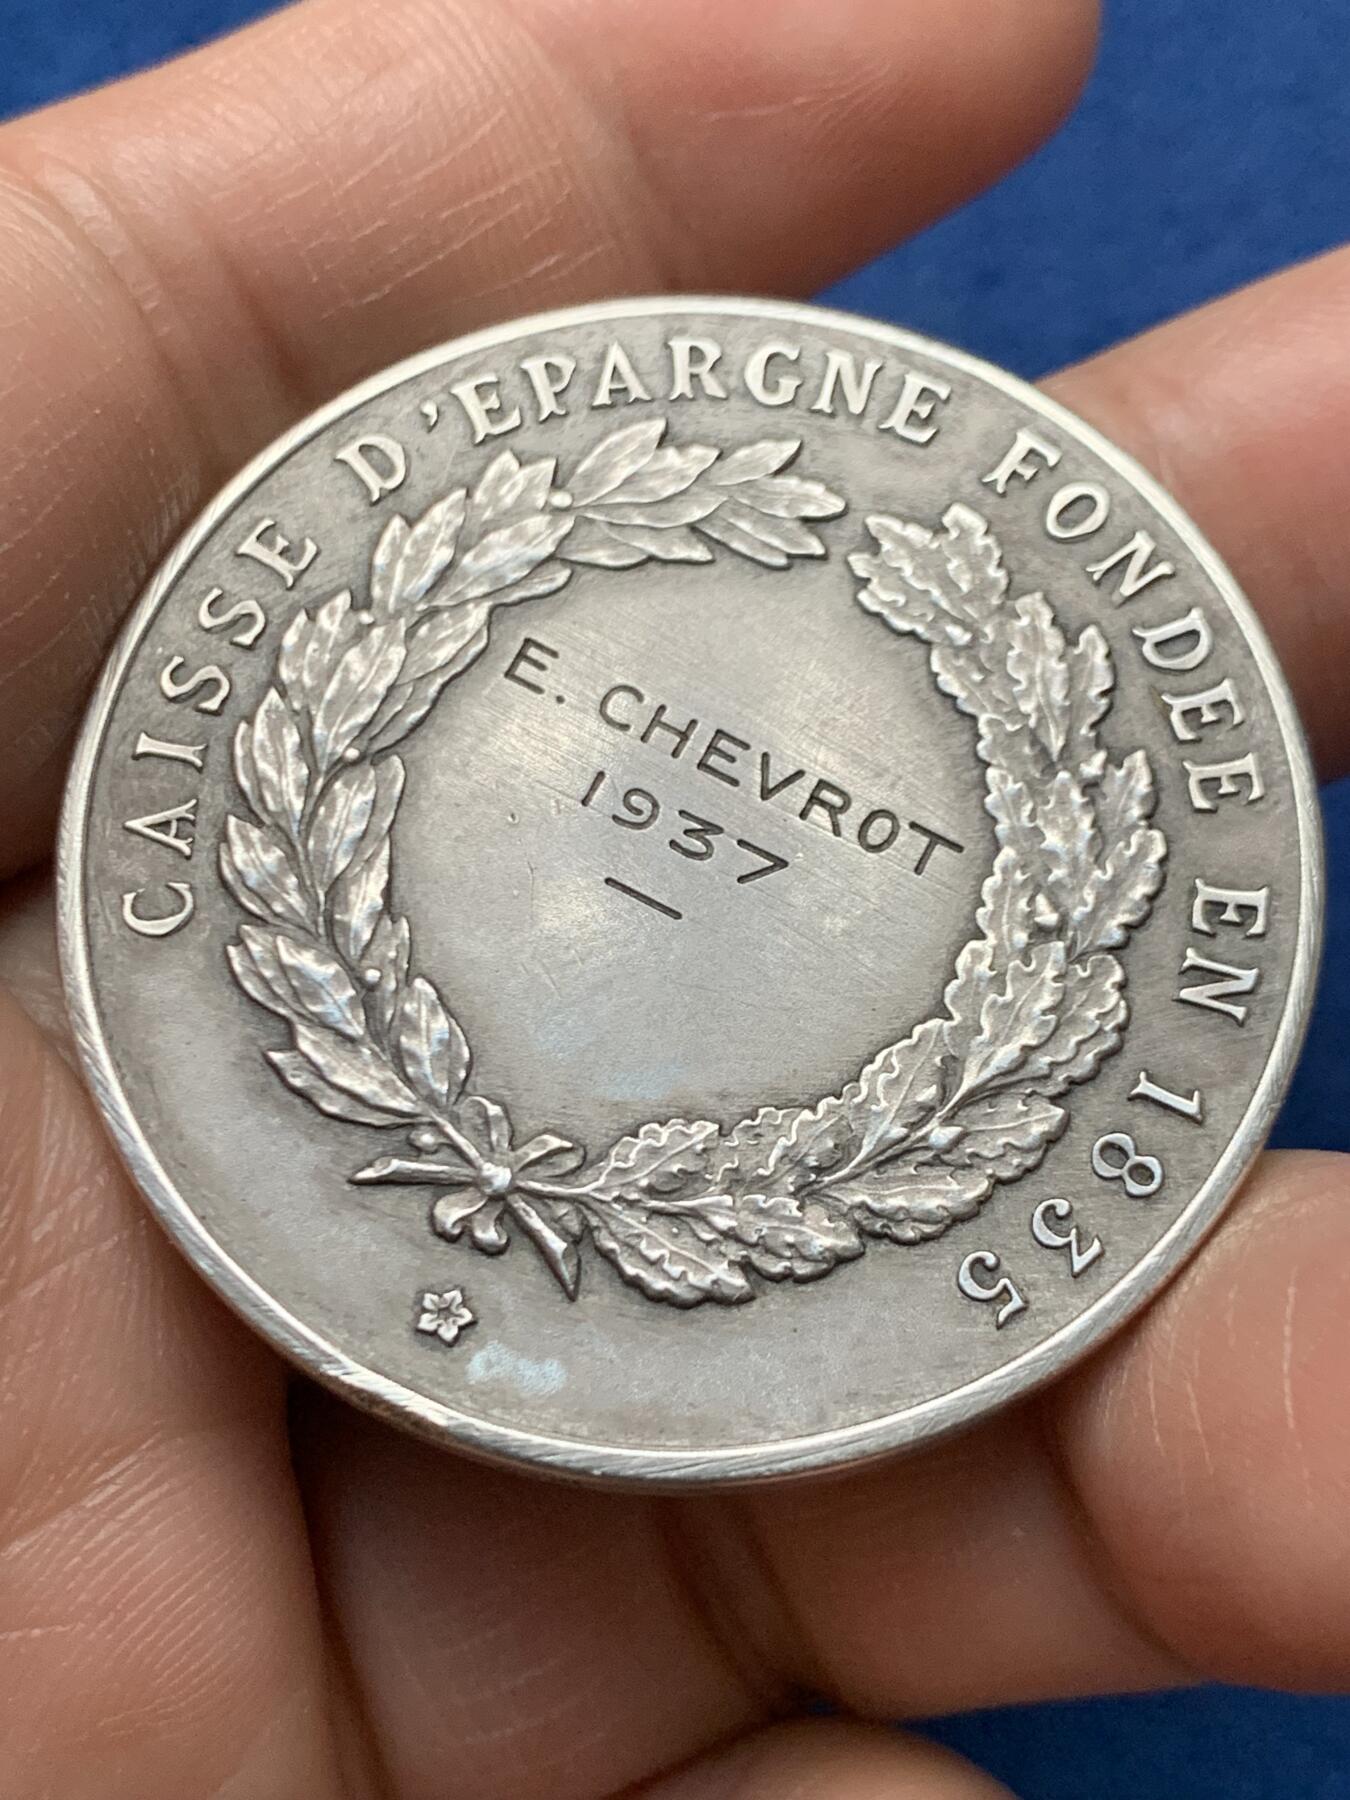 CAISSE D'EPARGNE FONDEE EN 1835
E. CHEVROT
1937
—